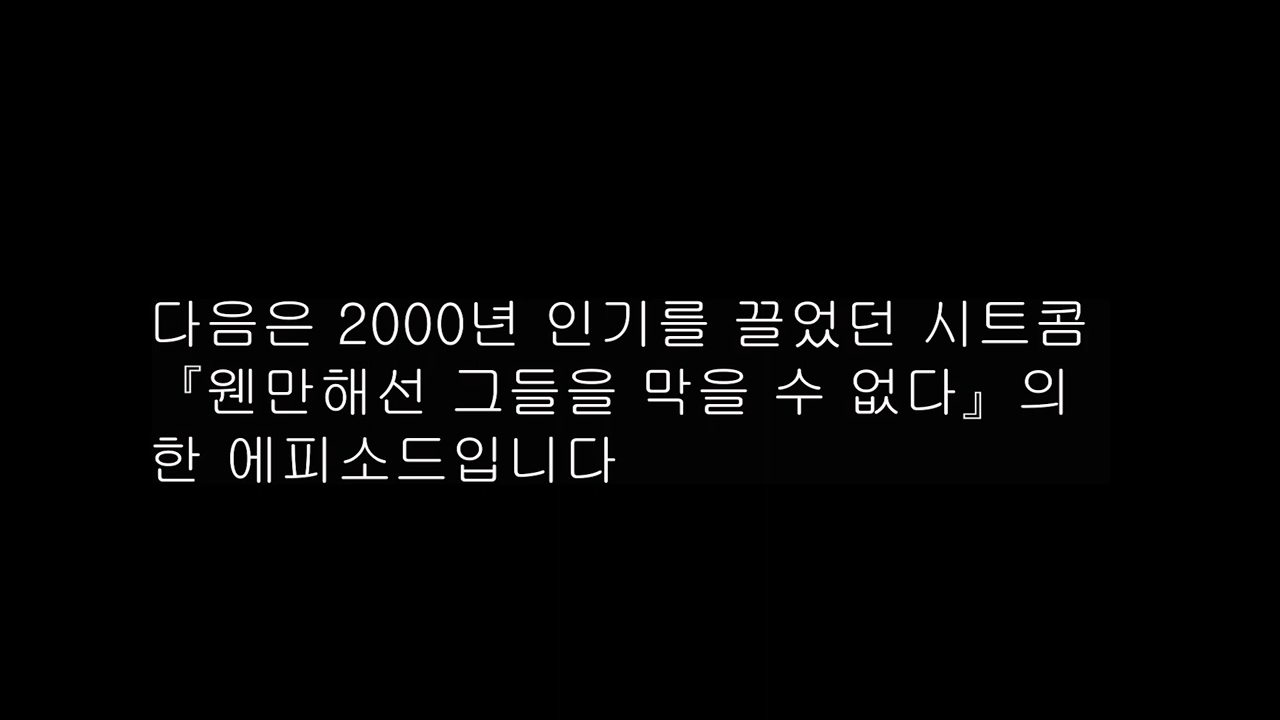 다음은 2000년 인기를 끌었던 시트콤
『웬만해선 그들을 막을 수 없다』의
한 에피소드입니다